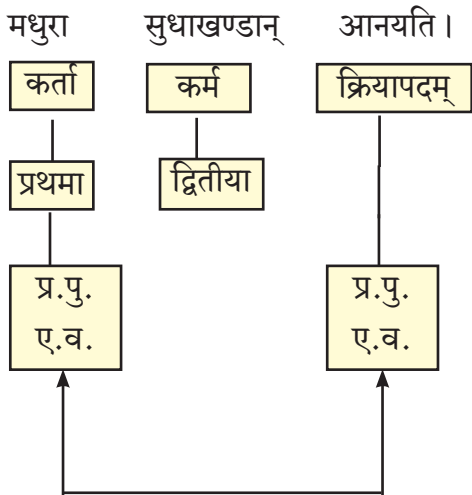 मधुरा सुधाखण्डान् आनयति ।
कर्ता कर्म क्रियापदम्
प्रथमा द्वितीया
प्र.पु. प्र.पु.
ए.व. ए.व.